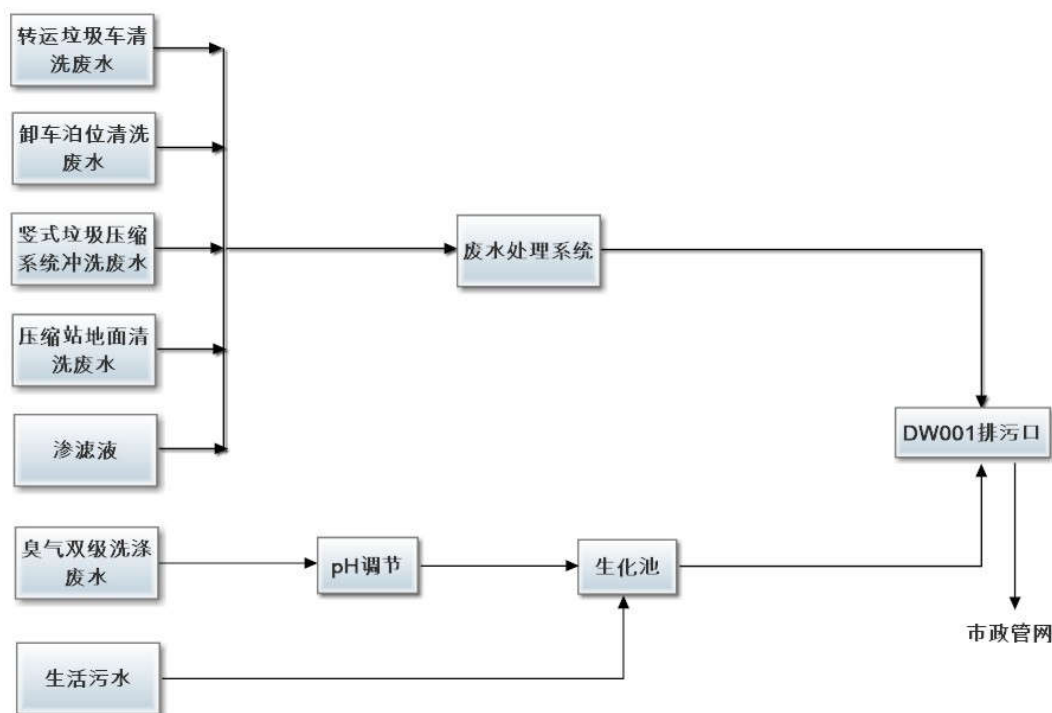 转运垃圾车清
洗废水
卸车泊位清洗
废水
竖式垃圾压缩
系统冲洗废水
废水处理系统
压缩站地面清
洗废水
渗滤液
DW001排污口
臭气双级洗涤
废水
pH调节
生化池
市政管网
生活污水